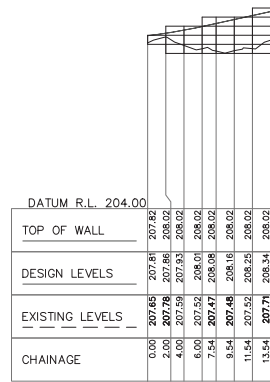 DATUM R.L. 204.00
TOP OF WALL 207.82 208.02 208.02 208.02 208.02 208.02 208.02 208.02
DESIGN LEVELS 207.81 207.86 207.93 208.01 208.08 208.16 208.25 208.34
EXISTING LEVELS 207.65 207.78 207.59 207.52 207.47 207.48 207.52 207.71
CHAINAGE 0.00 2.00 4.00 6.00 7.54 9.54 11.54 13.54